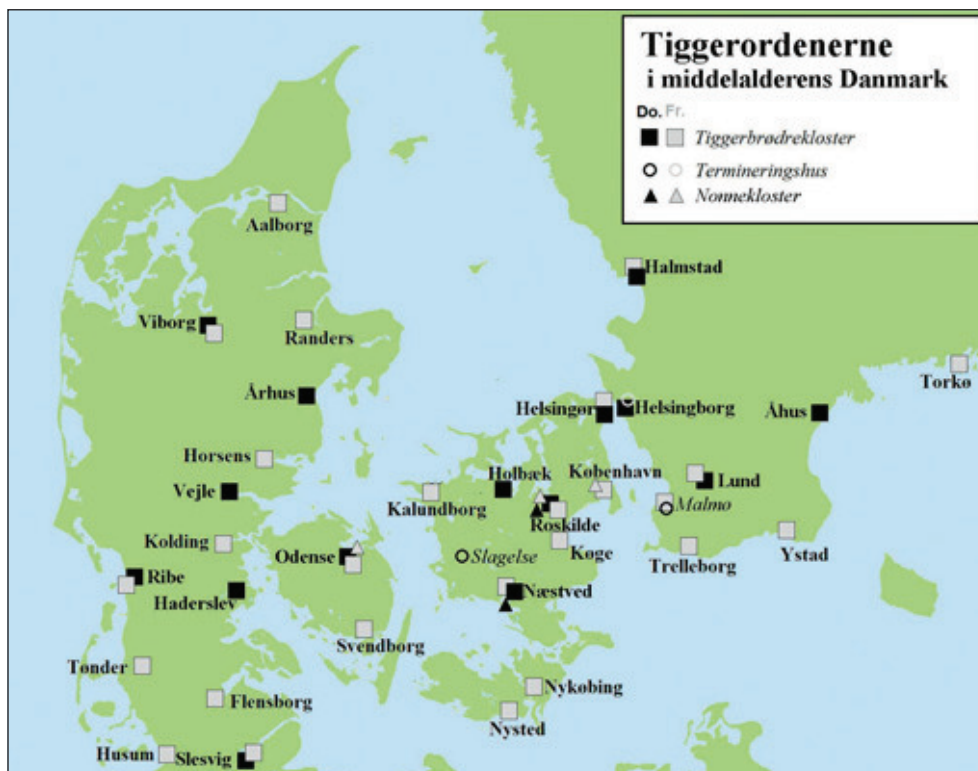 Tiggerordenerne
i middelalderens Danmark
Do. Fr.
Tiggerbrødrekloster
Termineringshus
Nonnekloster
Aalborg
Halmstad
Viborg
Randers
Torkø
Århus
Helsingør
Helsingborg
Åhus
Horsens
Holbæk
København
Vejle
Lund
Kalundborg
Malmø
Roskilde
Kolding
Køge
Ystad
Odense
Slagelse
Trelleborg
Ribe
Haderslev
Næstved
Svendborg
Tønder
Nykøbing
Flensborg
Nysted
Husum
Slesvig